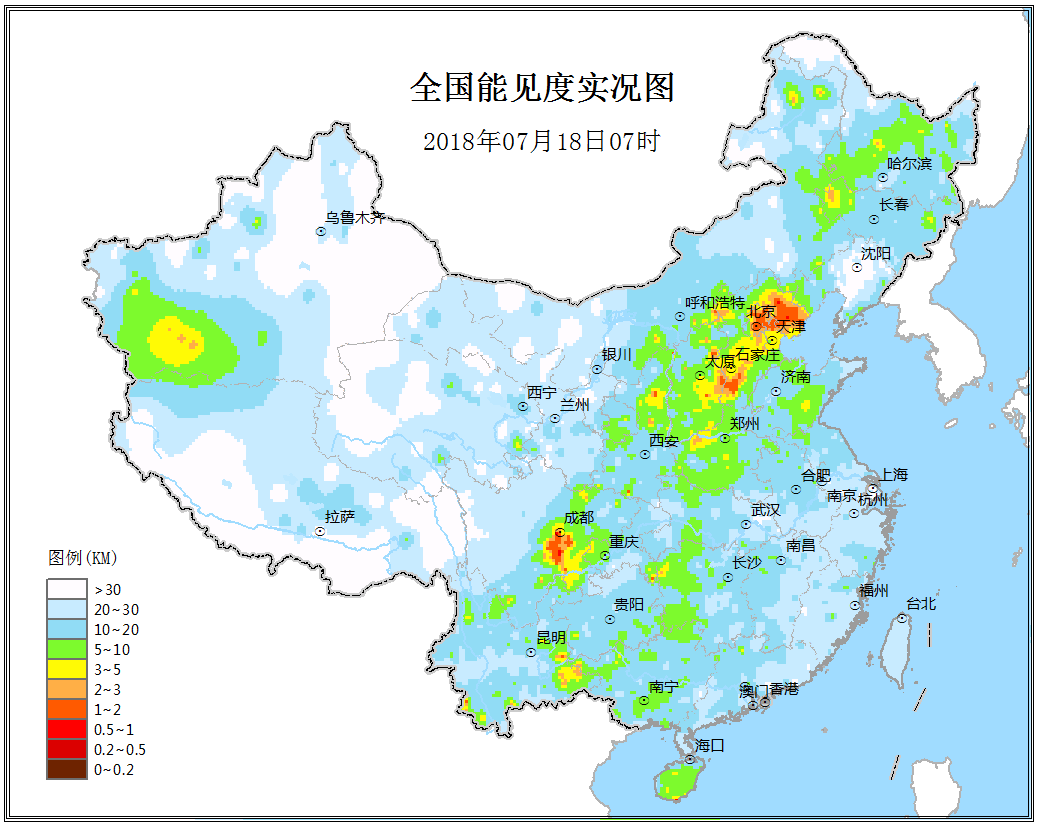 全国能见度实况图
2018年07月18日07时
哈尔滨
长春
乌鲁木齐
沈阳
呼和浩特
北京
天津
银川
太原
石家庄
济南
西宁
兰州
郑州
西安
合肥
上海
南京
杭州
拉萨
成都
武汉
重庆
南昌
长沙
贵阳
福州
台北
昆明
南宁
澳门
香港
海口
图例(KM)
>30
20~30
10~20
5~10
3~5
2~3
1~2
0.5~1
0.2~0.5
0~0.2